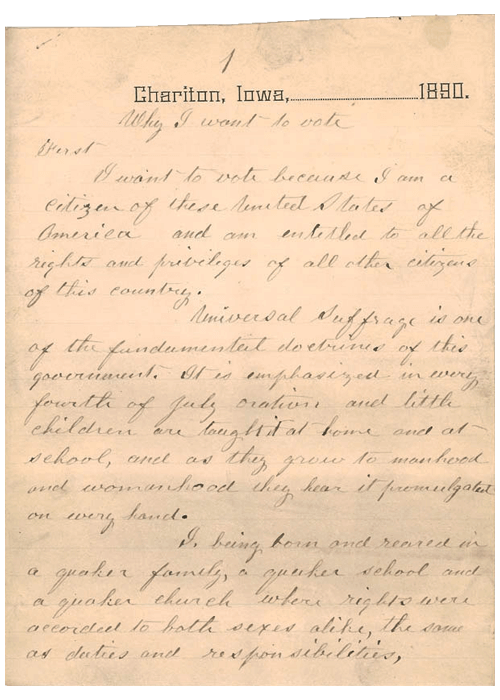 1
Chariton, Iowa,..............................1890.
Why I want to vote
First
I want to vote because I am a
citizen of these United States of
America and am entitled to all the
rights and privileges of all other citizens
of this country.
Universal Suffrage is one
of the fundamental doctrines of this
government. It is emphasized in every
fourth of July oration and little
children are taught it at home and at
school, and as they grow to manhood
and womanhood they hear it promulgated
on every hand.
I, being born and reared in
a quaker family, a quaker school and
a quaker church where rights were
accorded to both sexes alike, the same
as duties and responsibilities,